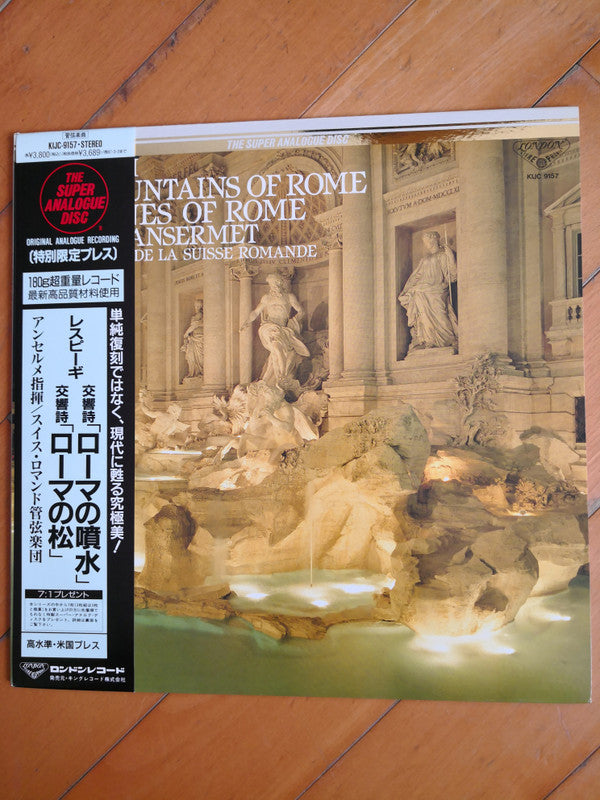 管弦楽曲
KIJC-9157・STEREO
THE
SUPER
ANALOGUE
DISC
ORIGINAL ANALOGUE RECORDING
〔特別限定プレス〕
180g超重量レコード
最新高品質材料使用
単純復刻ではなく、現代に甦る究極美!
レスピーギ
交響詩「ローマの噴水」
交響詩「ローマの松」
アンセルメ指揮/スイス・ロマンド管弦楽団
7:1プレゼント
高水準・米国プレス
LONDON
ロンドンレコード
発売元・キングレコード株式会社
THE SUPER ANALOGUE DISC
LONDON
KIJC 9157
UNTAINS OF ROME
ES OF ROME
ANSERMET
DE LA SUISSE ROMANDE